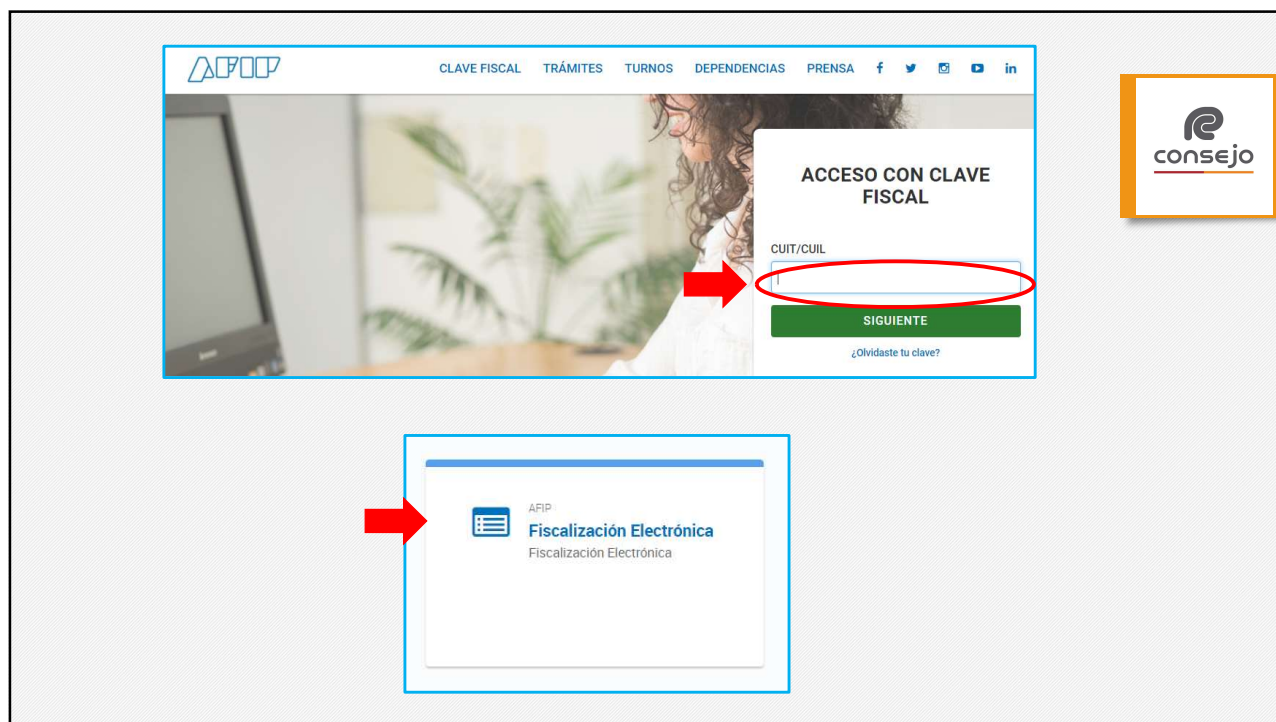 AFIP
CLAVE FISCAL TRÁMITES TURNOS DEPENDENCIAS PRENSA f in
ACCESO CON CLAVE
FISCAL
CUIT/CUIL
SIGUIENTE
¿Olvidaste tu clave?
consejo
AFIP
Fiscalización Electrónica
Fiscalización Electrónica